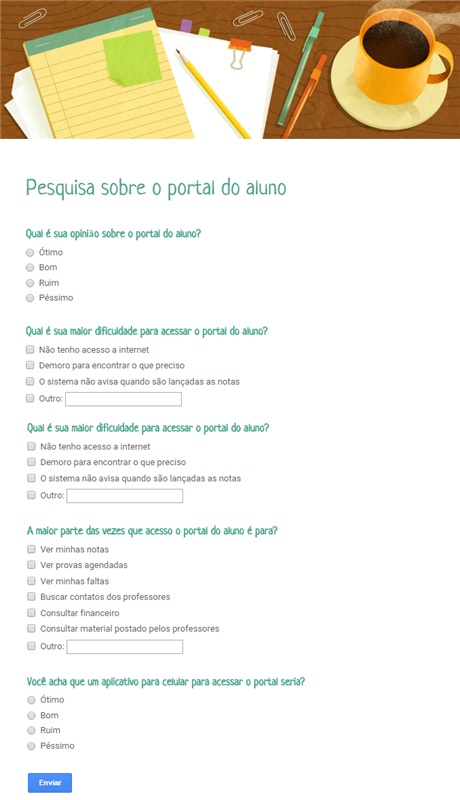 Pesquisa sobre o portal do aluno
Qual é sua opinião sobre o portal do aluno?
Ótimo
Bom
Ruim
Péssimo
Qual é sua maior dificuldade para acessar o portal do aluno?
Não tenho acesso a internet
Demoro para encontrar o que preciso
O sistema não avisa quando são lançadas as notas
Outro:
Qual é sua maior dificuldade para acessar o portal do aluno?
Não tenho acesso a internet
Demoro para encontrar o que preciso
O sistema não avisa quando são lançadas as notas
Outro:
A maior parte das vezes que acesso o portal do aluno é para?
Ver minhas notas
Ver provas agendadas
Ver minhas faltas
Buscar contatos dos professores
Consultar financeiro
Consultar material postado pelos professores
Outro:
Você acha que um aplicativo para celular para acessar o portal seria?
Ótimo
Bom
Ruim
Péssimo
Enviar